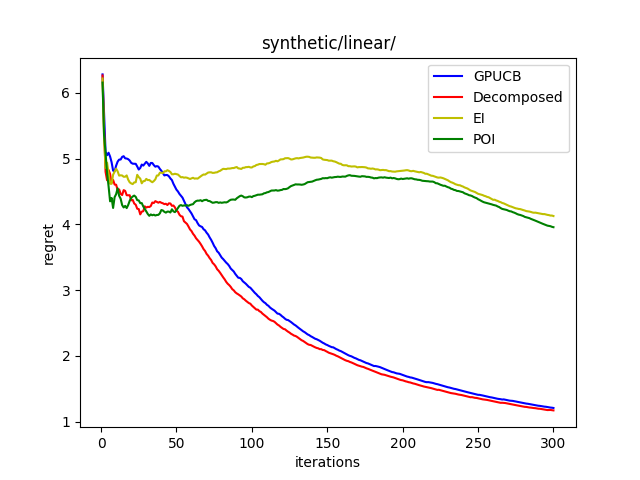 synthetic/linear/
GPUCB
Decomposed
EI
POI
regret
6
5
4
3
2
1
0
50
100
150
200
250
300
iterations